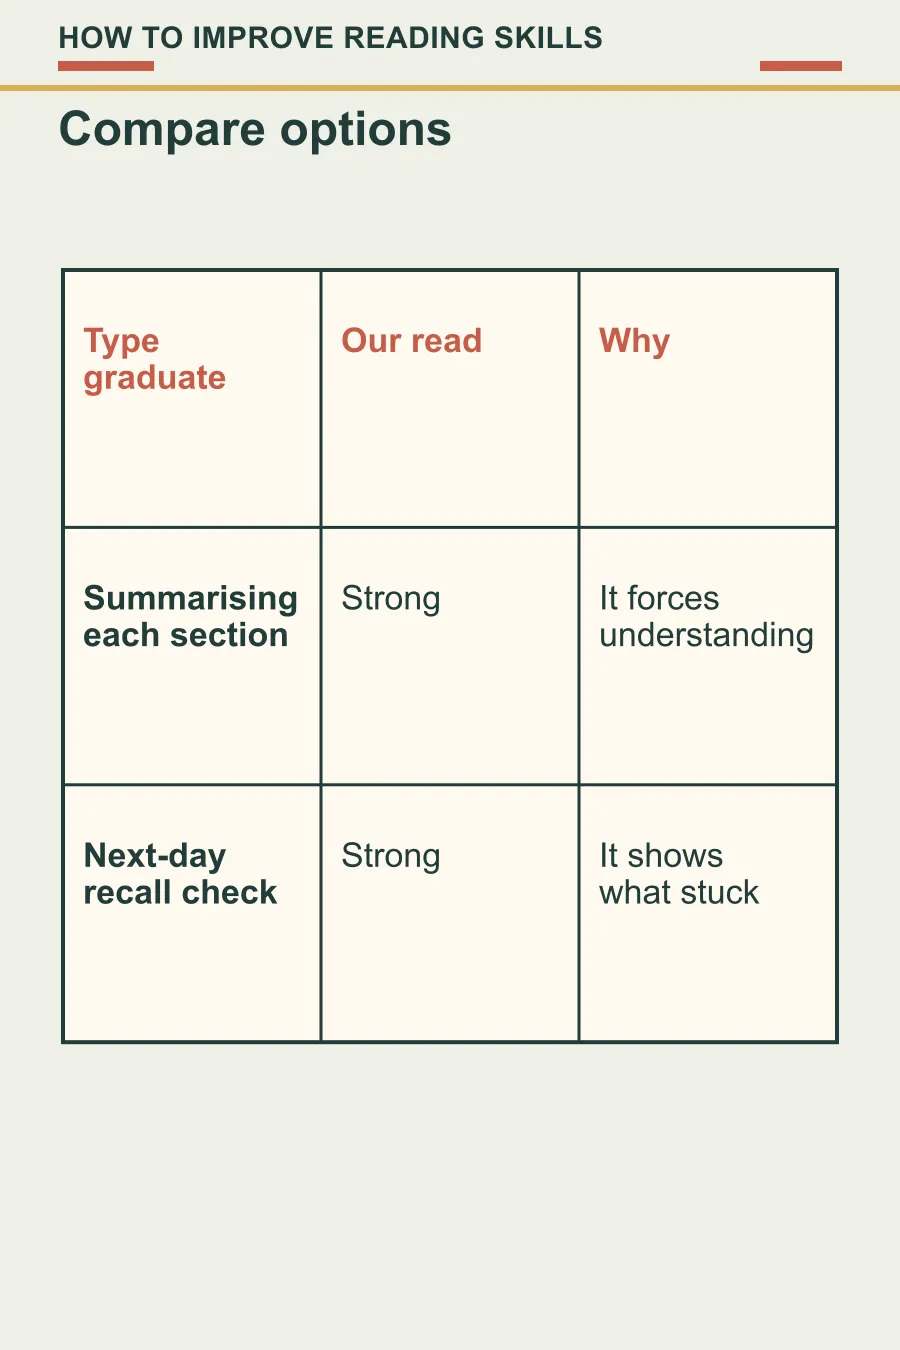 HOW TO IMPROVE READING SKILLS
Compare options
Type
graduate
Our read
Why
Summarising
each section
Strong
It forces
understanding
Next-day
recall check
Strong
It shows
what stuck